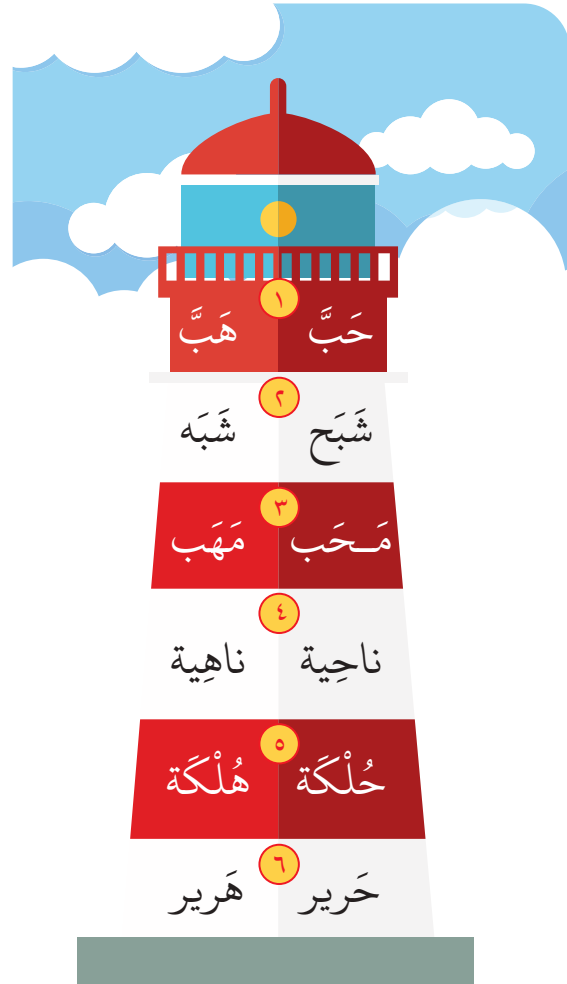 ١
حَبَّ هَبَّ
٢
شَبَح شَبَه
٣
مَـحَب مَهَب
٤
ناحِية ناهِية
٥
حُلْكَة هُلْكَة
٦
حَرير هَرير